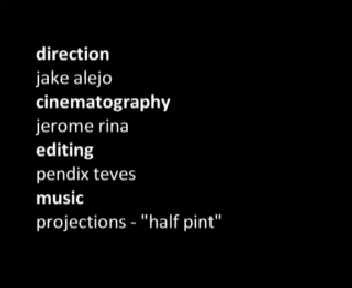 direction
jake alejo
cinematography
jerome rina
editing
pendix teves
music
projections - "half pint"